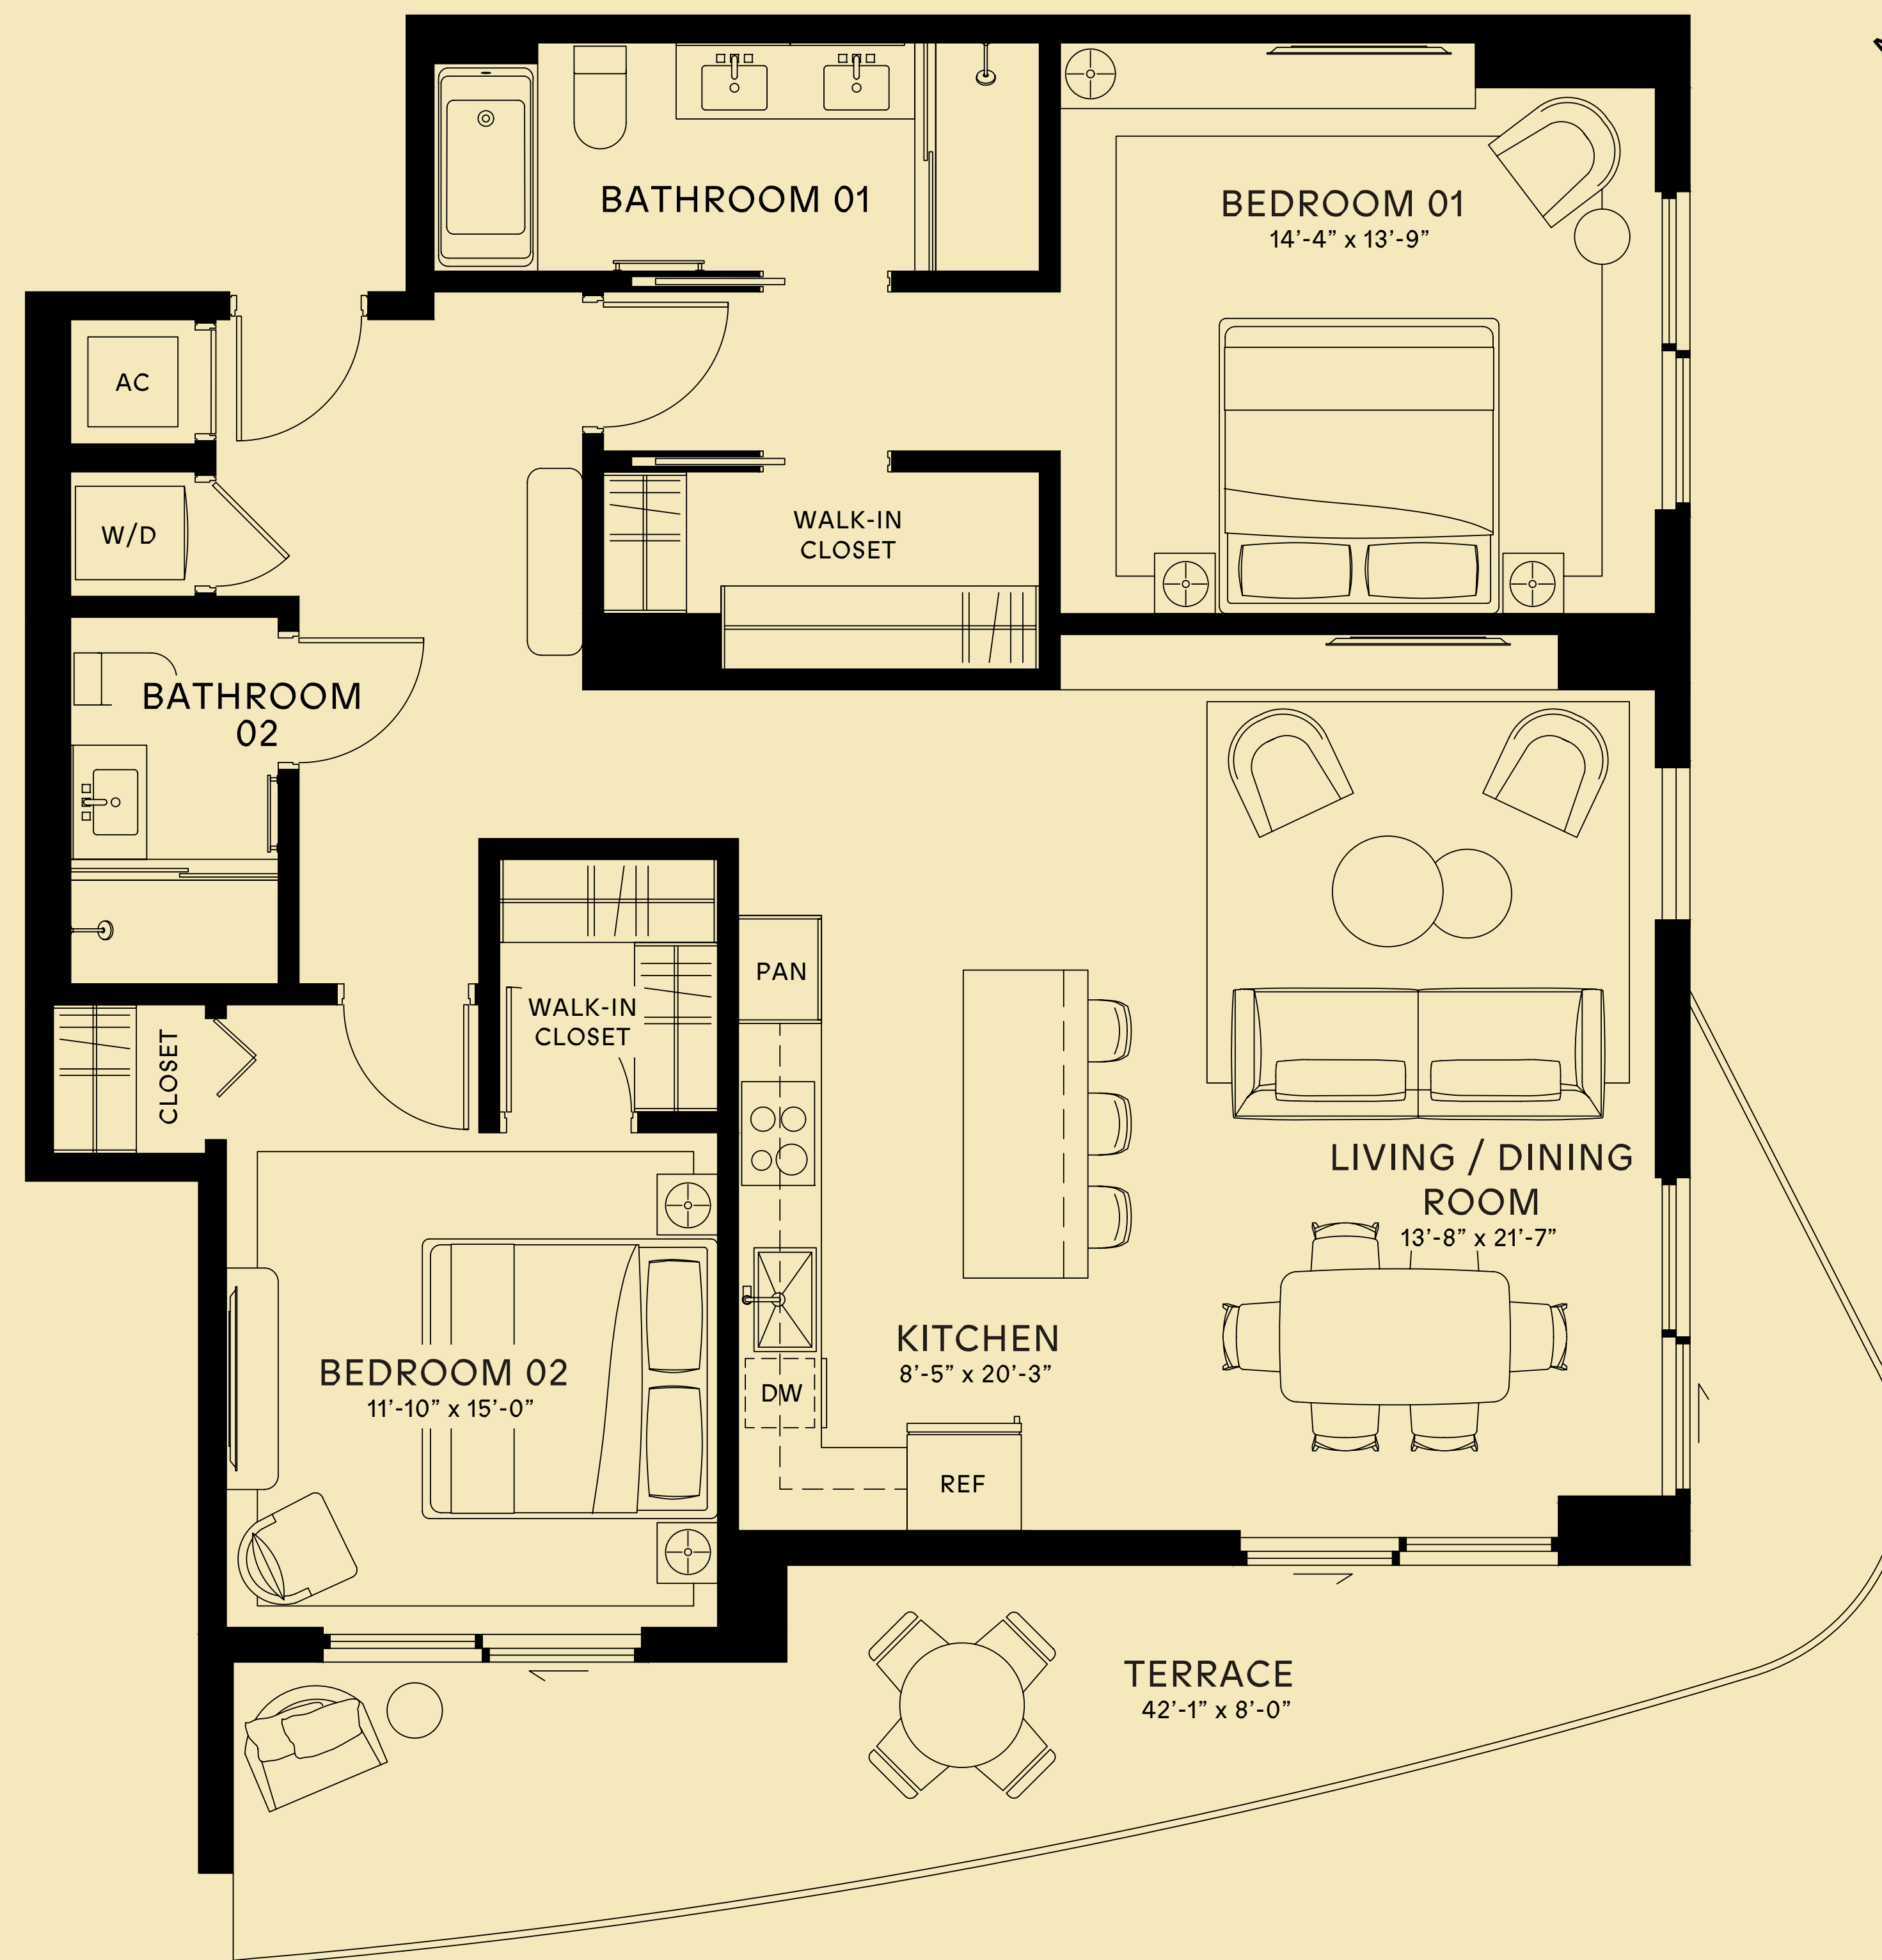 BATHROOM 01
BEDROOM 01
14’-4” x 13’-9”
AC
W/D
WALK-IN
CLOSET
BATHROOM
02
PAN
WALK-IN
CLOSET
CLOSET
LIVING / DINING
ROOM
13’-8” x 21’-7”
KITCHEN
8’-5” x 20’-3”
BEDROOM 02
11’-10” x 15’-0”
DW
REF
TERRACE
42’-1” x 8’-0”